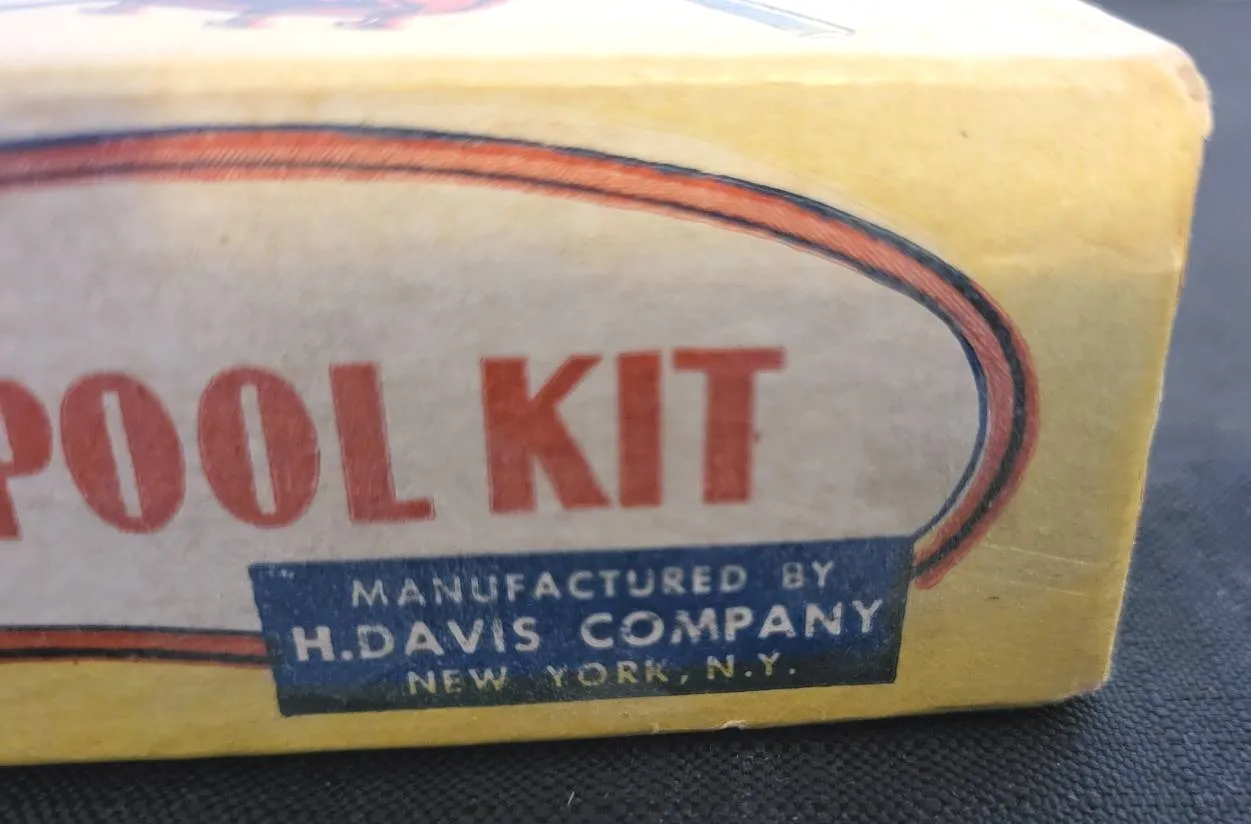 POOL KIT
MANUFACTURED BY
H.DAVIS COMPANY
NEW YORK, N.Y.